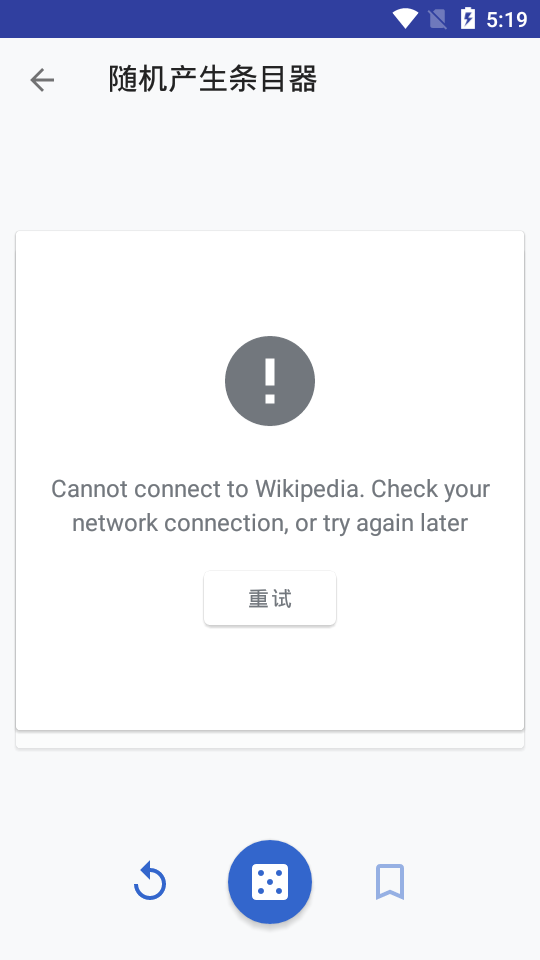 5:19
随机产生条目器
Cannot connect to Wikipedia. Check your
network connection, or try again later
重试